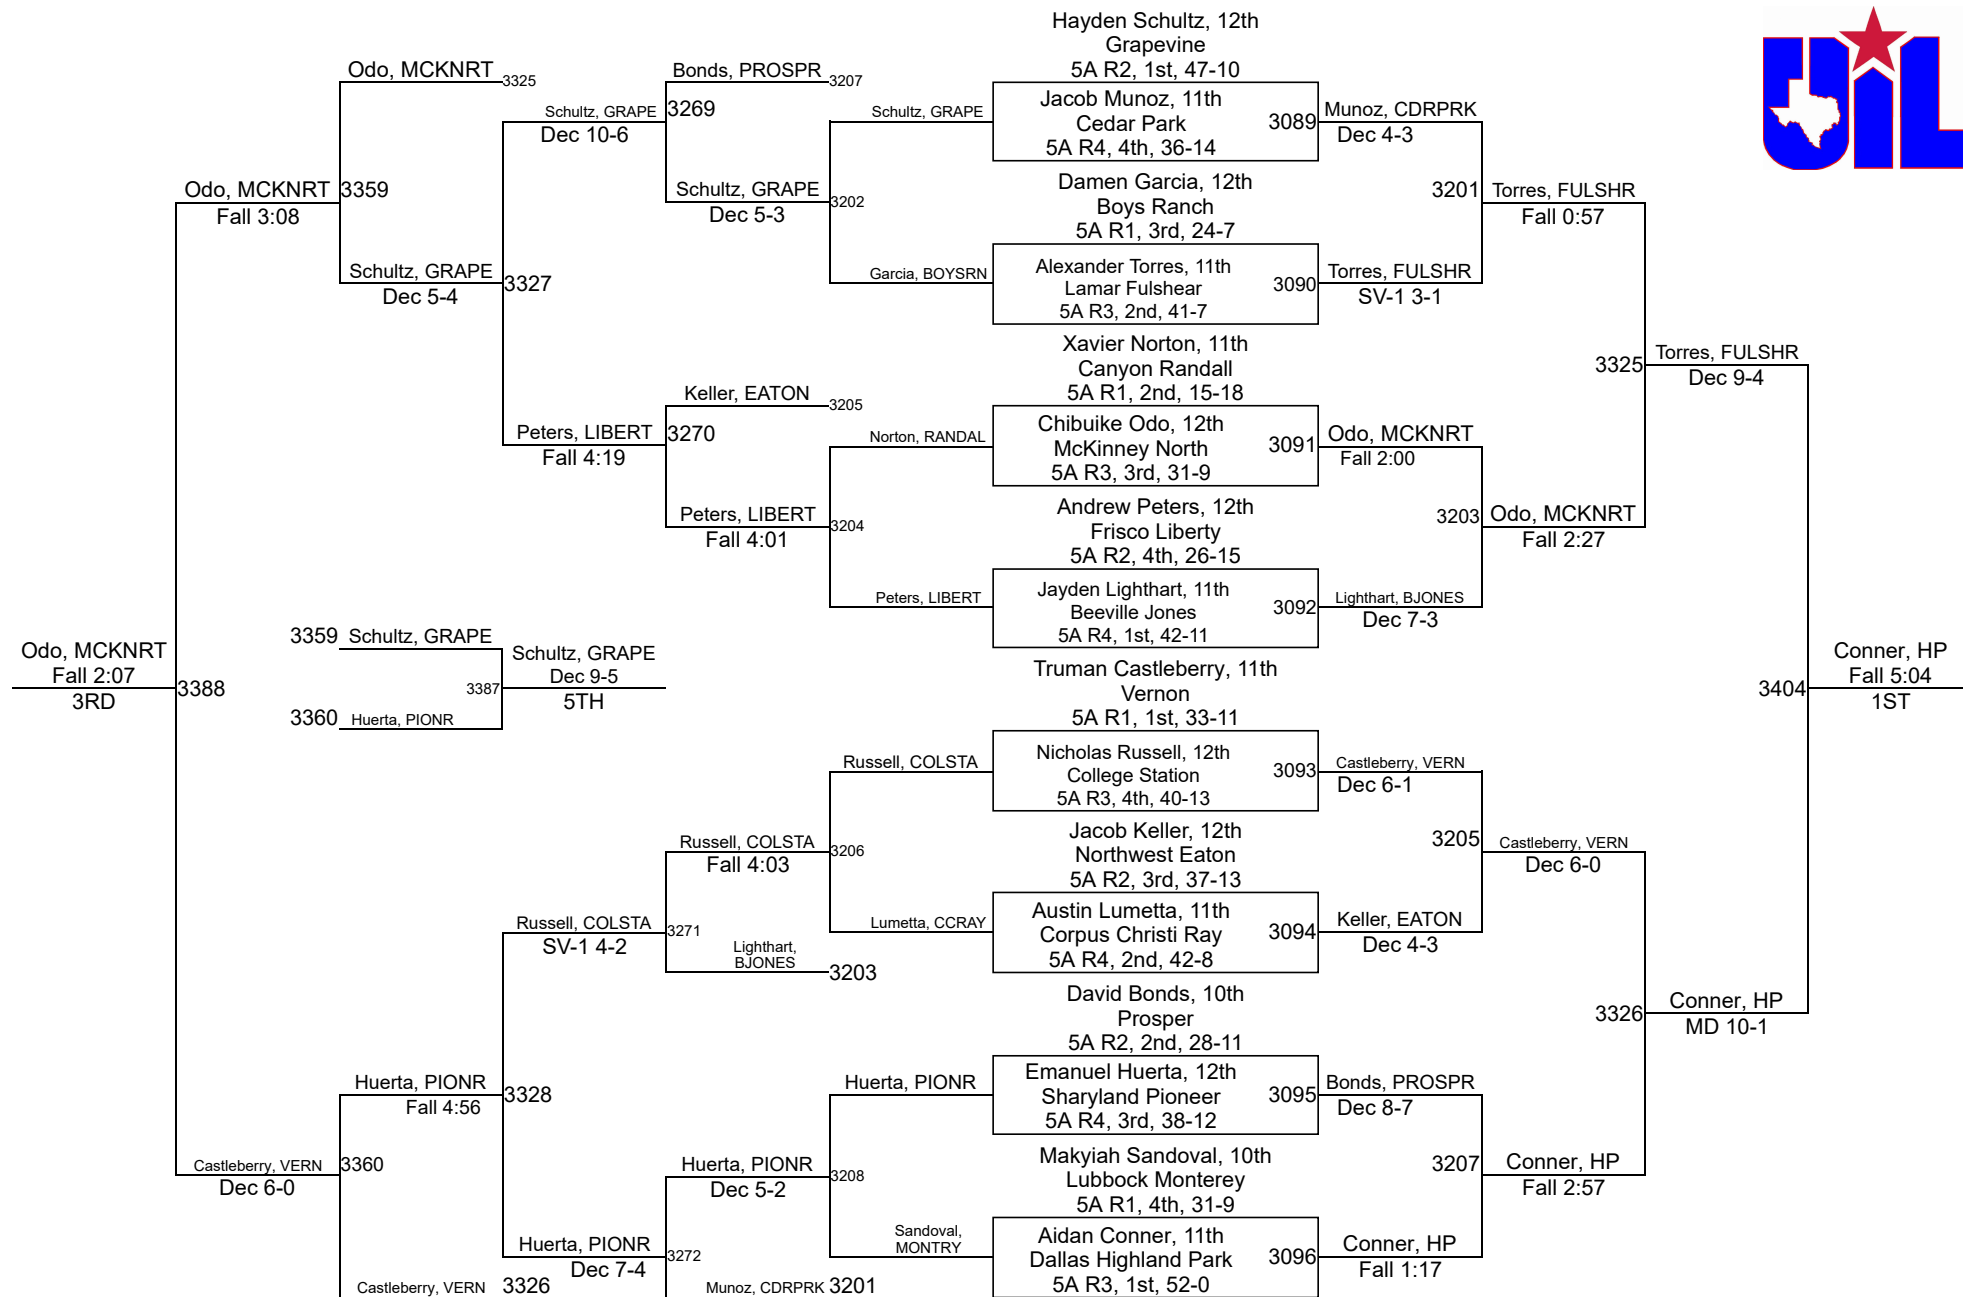 Hayden Schultz, 12th
Grapevine
5A R2, 1st, 47-10
UIL
Odo, MCKNRT
3325
Bonds, PROSPR
3207
Schultz, GRAPE
3269
Dec 10-6
Schultz, GRAPE
Jacob Munoz, 11th
Cedar Park
5A R4, 4th, 36-14
3089
Munoz, CDRPRK
Dec 4-3
Odo, MCKNRT
3359
Fall 3:08
Schultz, GRAPE
3202
Dec 5-3
Damen Garcia, 12th
Boys Ranch
5A R1, 3rd, 24-7
3201
Torres, FULSHR
Fall 0:57
Schultz, GRAPE
3327
Dec 5-4
Garcia, BOYSRN
Alexander Torres, 11th
Lamar Fulshear
5A R3, 2nd, 41-7
3090
Torres, FULSHR
SV-1 3-1
Xavier Norton, 11th
Canyon Randall
5A R1, 2nd, 15-18
3325
Torres, FULSHR
Dec 9-4
Keller, EATON
3205
Peters, LIBERT
3270
Fall 4:19
Norton, RANDAL
Chibuike Odo, 12th
McKinney North
5A R3, 3rd, 31-9
3091
Odo, MCKNRT
Fall 2:00
Peters, LIBERT
3204
Fall 4:01
Andrew Peters, 12th
Frisco Liberty
5A R2, 4th, 26-15
3203
Odo, MCKNRT
Fall 2:27
Peters, LIBERT
Jayden Lighthart, 11th
Beeville Jones
5A R4, 1st, 42-11
3092
Lighthart, BJONES
Dec 7-3
Odo, MCKNRT
Fall 2:07
3RD
3388
3359
Schultz, GRAPE
3360
Huerta, PIONR
3387
Schultz, GRAPE
Dec 9-5
5TH
Truman Castleberry, 11th
Vernon
5A R1, 1st, 33-11
3404
Conner, HP
Fall 5:04
1ST
Russell, COLSTA
Nicholas Russell, 12th
College Station
5A R3, 4th, 40-13
3093
Castleberry, VERN
Dec 6-1
Russell, COLSTA
3206
Fall 4:03
Jacob Keller, 12th
Northwest Eaton
5A R2, 3rd, 37-13
3205
Castleberry, VERN
Dec 6-0
Russell, COLSTA
3271
SV-1 4-2
Lumetta, CCRAY
Austin Lumetta, 11th
Corpus Christi Ray
5A R4, 2nd, 42-8
3094
Keller, EATON
Dec 4-3
Lighthart,
BJONES
3203
David Bonds, 10th
Prosper
5A R2, 2nd, 28-11
3326
Conner, HP
MD 10-1
Huerta, PIONR
3328
Fall 4:56
Huerta, PIONR
Emanuel Huerta, 12th
Sharyland Pioneer
5A R4, 3rd, 38-12
3095
Bonds, PROSPR
Dec 8-7
Castleberry, VERN
3360
Dec 6-0
Huerta, PIONR
3208
Dec 5-2
Makyiah Sandoval, 10th
Lubbock Monterey
5A R1, 4th, 31-9
3207
Conner, HP
Fall 2:57
Huerta, PIONR
3272
Dec 7-4
Sandoval,
MONTRY
Aidan Conner, 11th
Dallas Highland Park
5A R3, 1st, 52-0
3096
Conner, HP
Fall 1:17
Castleberry, VERN
3326
Munoz, CDRPRK
3201